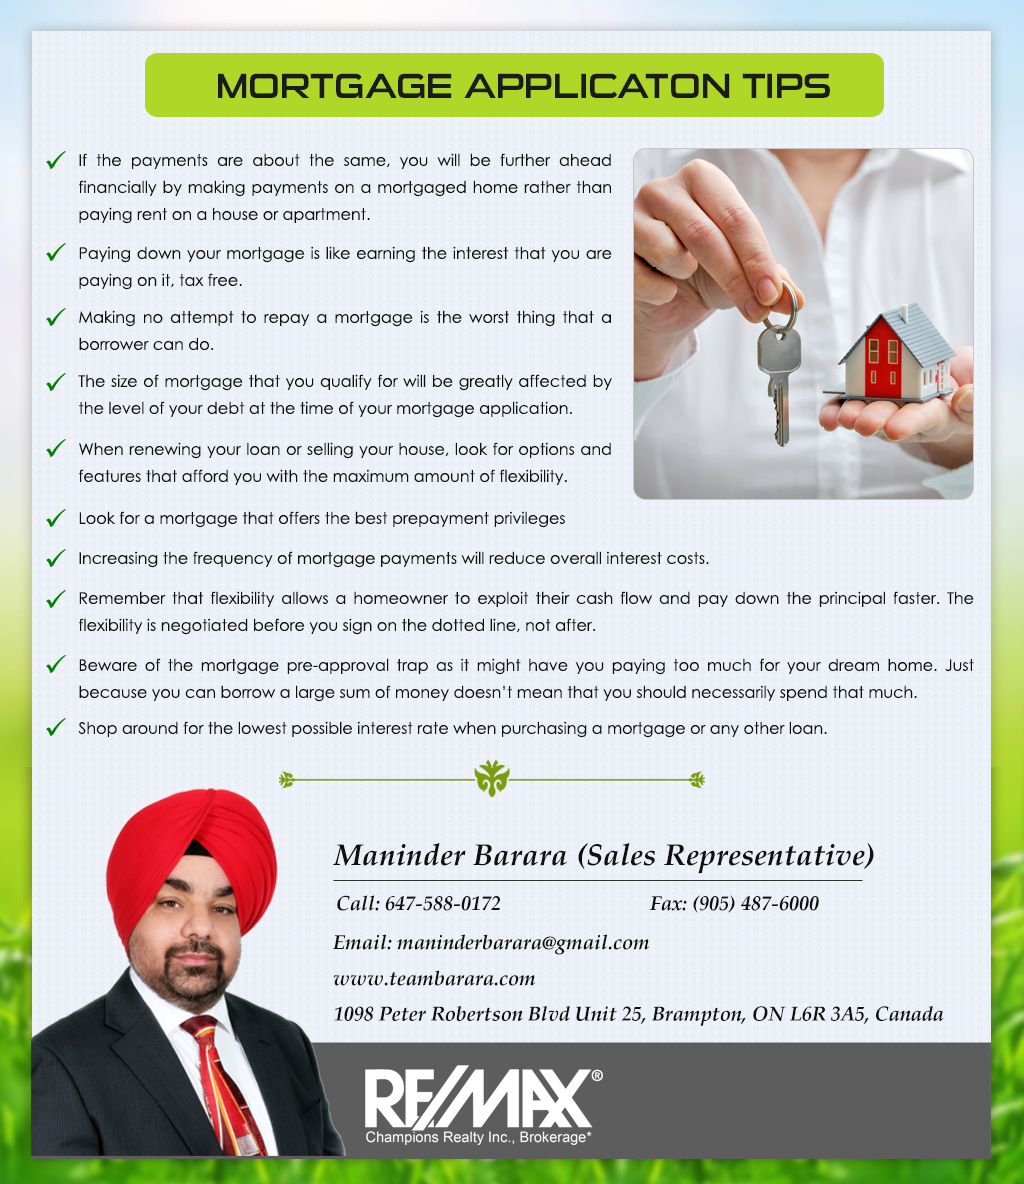 MORTGAGE APPLICATON TIPS
If the payments are about the same, you will be further ahead
financially by making payments on a mortgaged home rather than
paying rent on a house or apartment.
Paying down your mortgage is like earning the interest that you are
paying on it, tax free.
Making no attempt to repay a mortgage is the worst thing that a
borrower can do.
The size of mortgage that you qualify for will be greatly affected by
the level of your debt at the time of your mortgage application.
When renewing your loan or selling your house, look for options and
features that afford you with the maximum amount of flexibility.
Look for a mortgage that offers the best prepayment privileges
Increasing the frequency of mortgage payments will reduce overall interest costs.
Remember that flexibility allows a homeowner to exploit their cash flow and pay down the principal faster. The
flexibility is negotiated before you sign on the dotted line, not after.
Beware of the mortgage pre-approval trap as it might have you paying too much for your dream home. Just
because you can borrow a large sum of money doesn't mean that you should necessarily spend that much.
Shop around for the lowest possible interest rate when purchasing a mortgage or any other loan.
Maninder Barara (Sales Representative)
Call: 647-588-0172 Fax: (905) 487-6000
Email: maninderbarara@gmail.com
www.teambarara.com
1098 Peter Robertson Blvd Unit 25, Brampton, ON L6R 3A5, Canada
RE/MAX®
Champions Realty Inc., Brokerage*